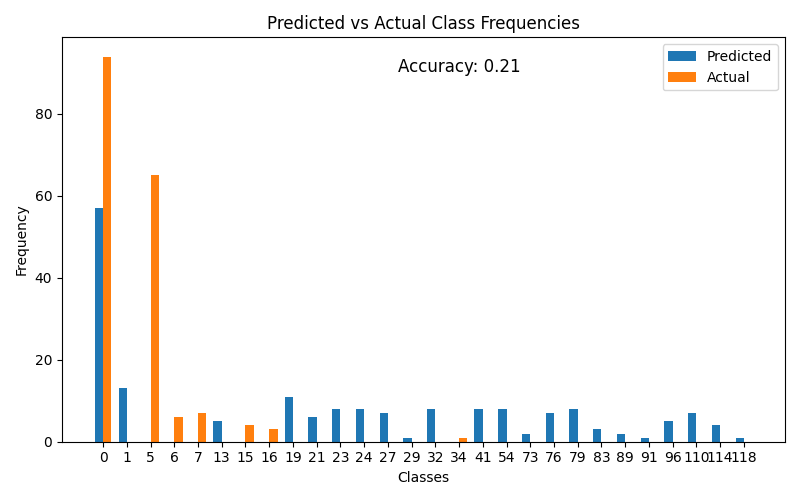 Predicted vs Actual Class Frequencies
Accuracy: 0.21
Predicted
Actual
Frequency
80
60
40
20
0
0 1 5 6 7 13 15 16 19 21 23 24 27 29 32 34 41 54 73 76 79 83 89 91 96 110 114 118
Classes